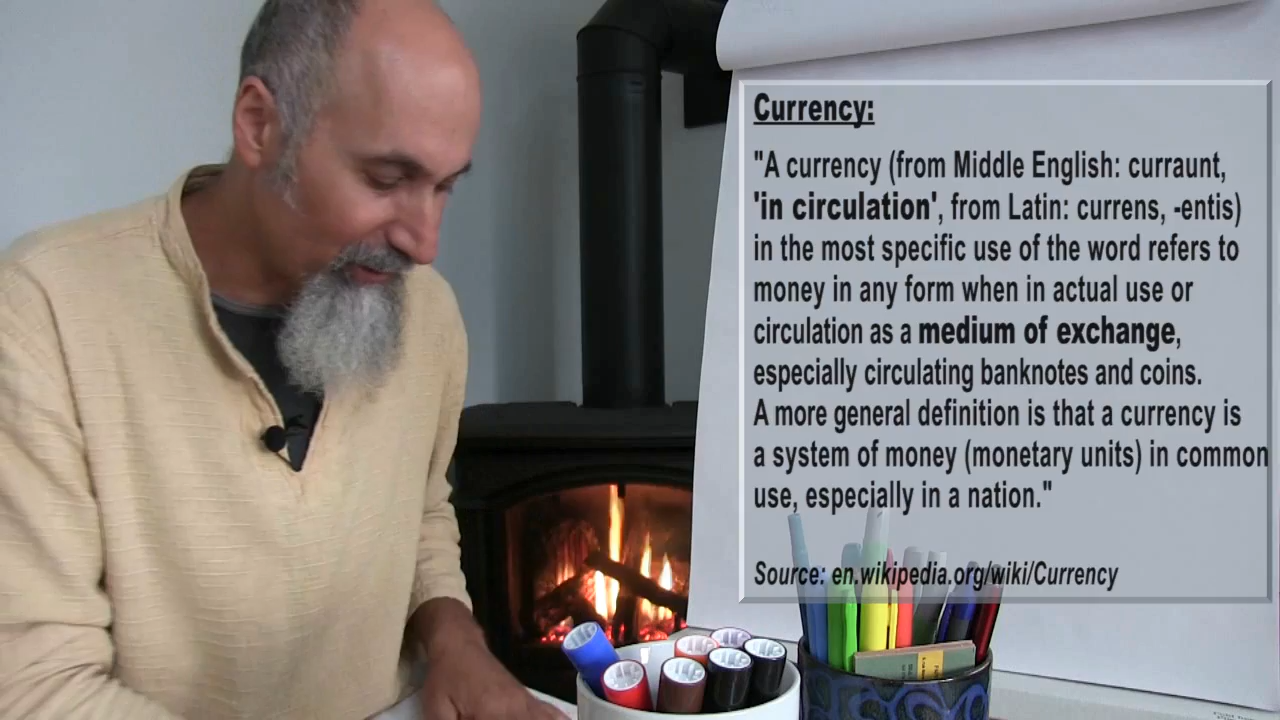 Currency:
"A currency (from Middle English: curraunt,
'in circulation', from Latin: currens, -entis)
in the most specific use of the word refers to
money in any form when in actual use or
circulation as a medium of exchange,
especially circulating banknotes and coins.
A more general definition is that a currency is
a system of money (monetary units) in common
use, especially in a nation."
Source: en.wikipedia.org/wiki/Currency